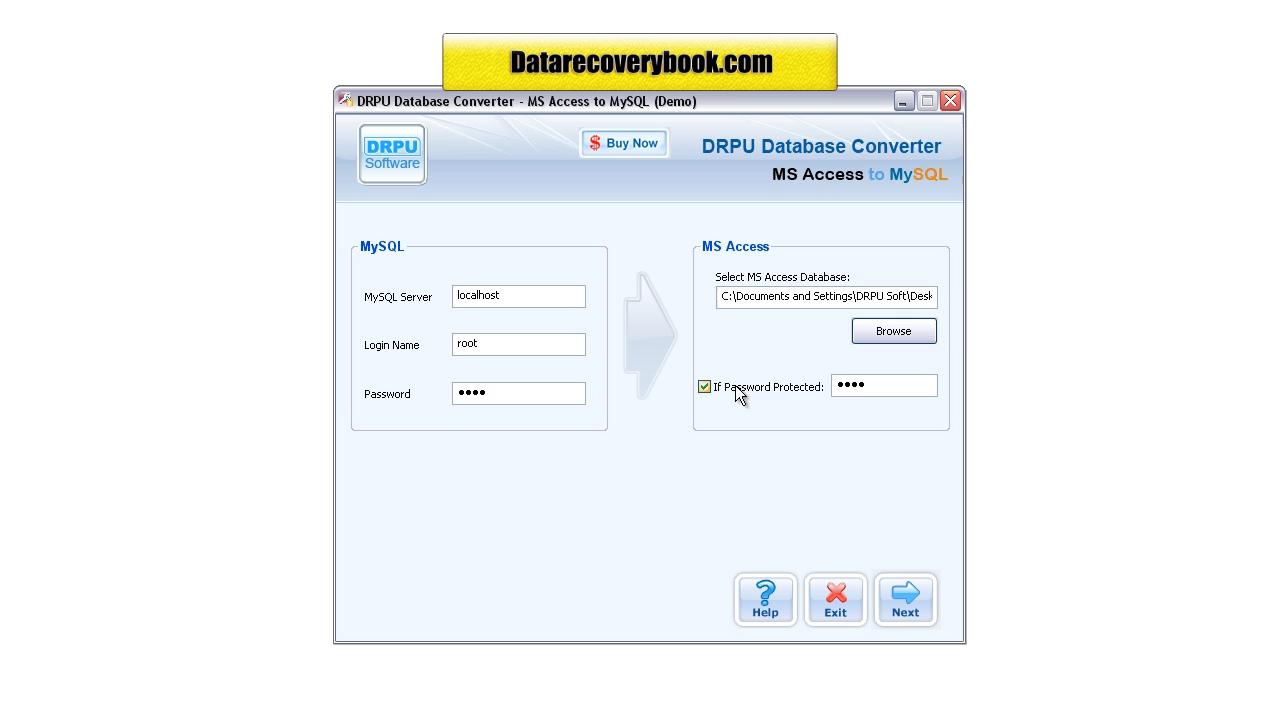 Datarecoverybook.com
DRPU Database Converter - MS Access to MySQL (Demo)
DRPU
Software
$ Buy Now
DRPU Database Converter
MS Access to MySQL
MySQL
MySQL Server
localhost
Login Name
root
Password
MS Access
Select MS Access Database:
C:\Documents and Settings\DRPU Soft\Desk
Browse
If Password Protected:
Help
Exit
Next